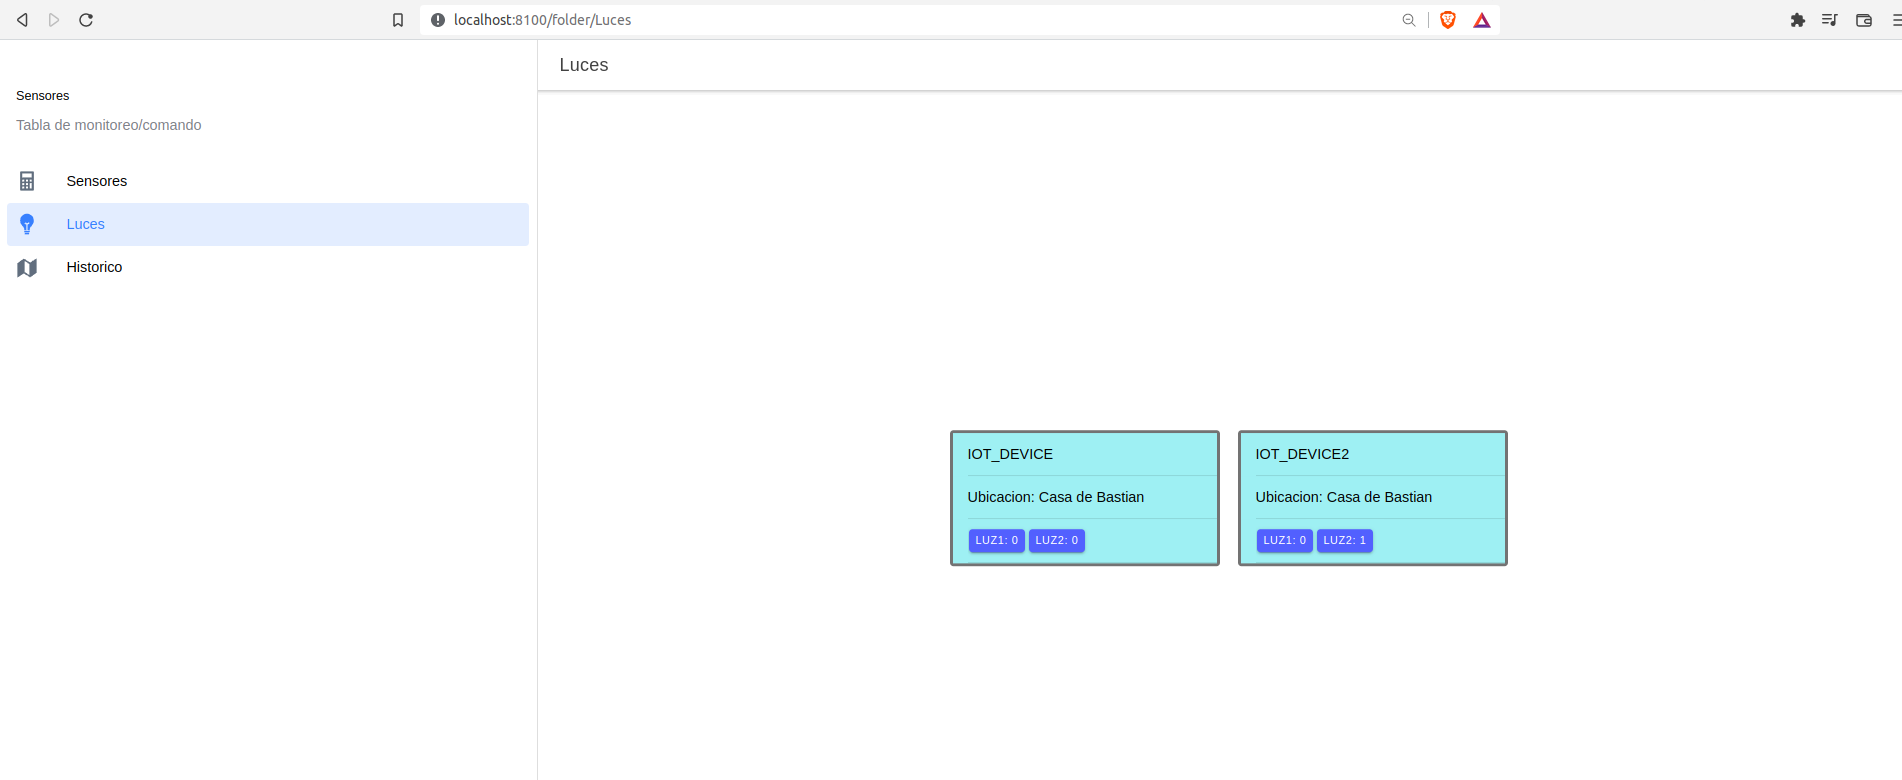 localhost:8100/folder/Luces
Luces
Sensores
Tabla de monitoreo/comando
Sensores
Luces
Historico
IOT_DEVICE
Ubicacion: Casa de Bastian
LUZ1: 0 LUZ2: 0
IOT_DEVICE2
Ubicacion: Casa de Bastian
LUZ1: 0 LUZ2: 1